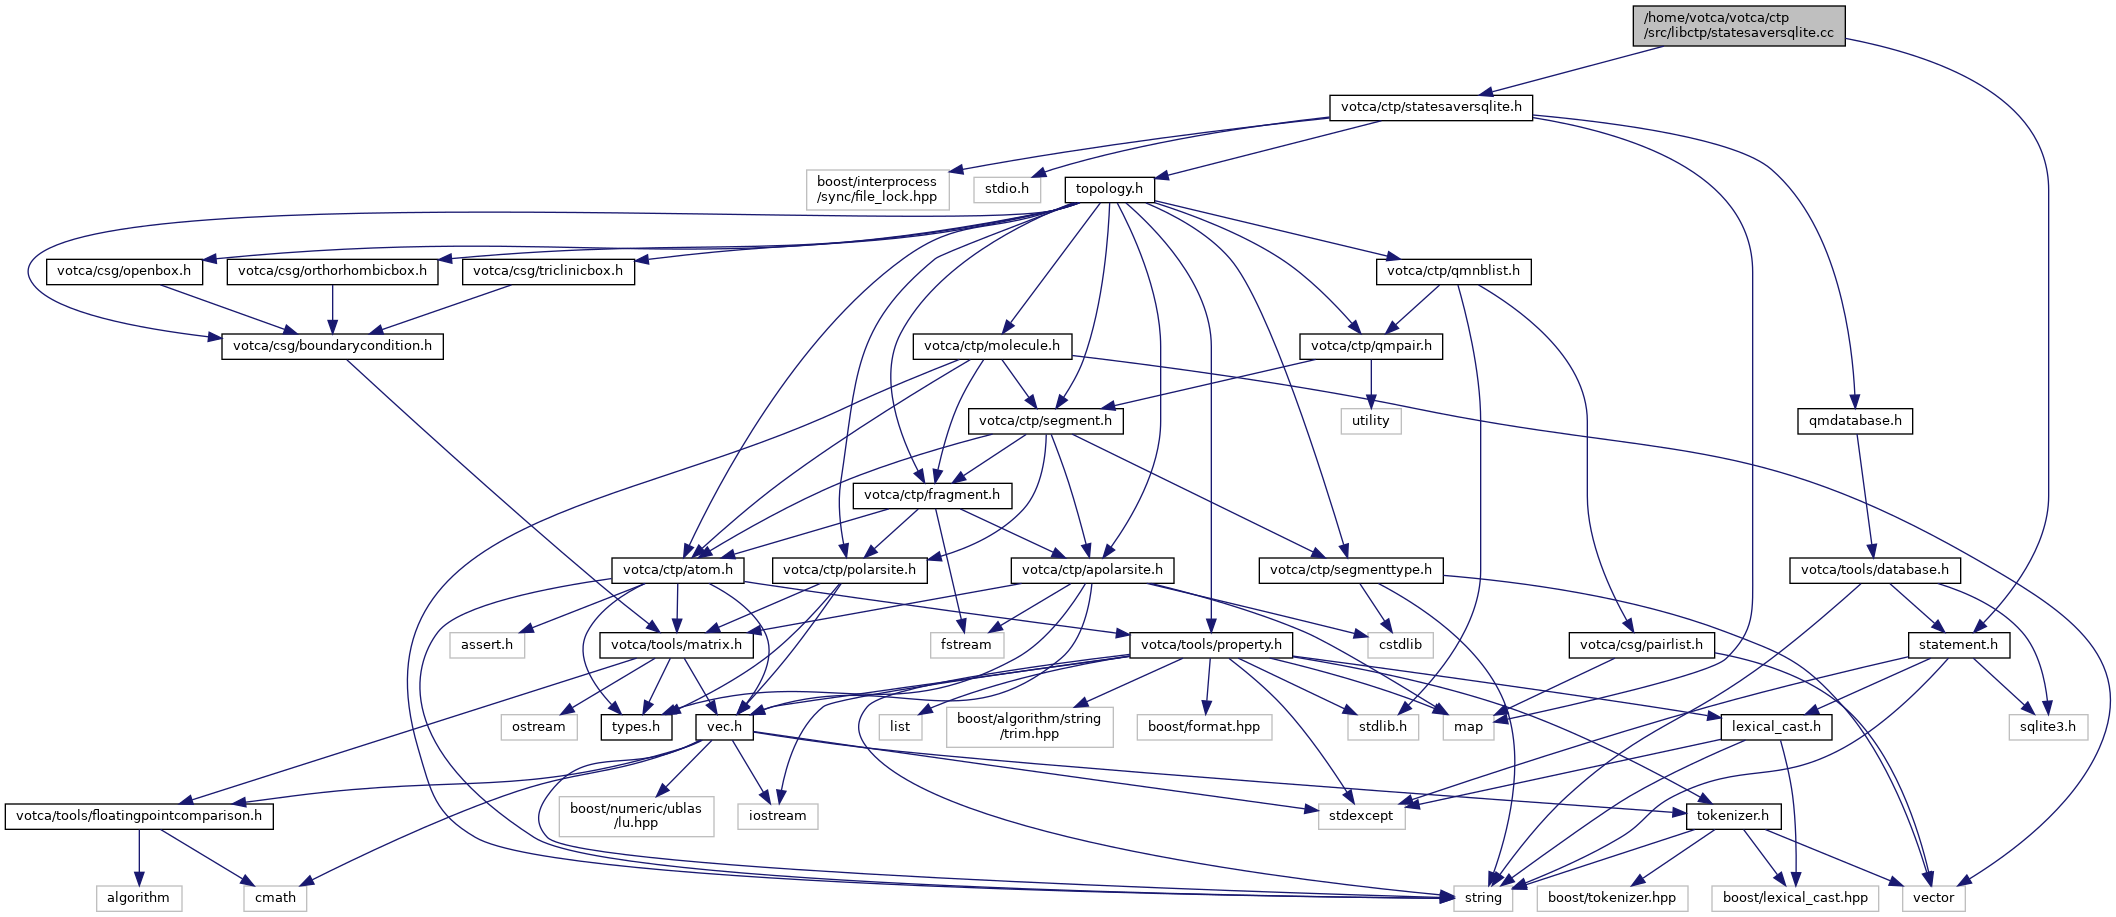 /home/votca/votca/ctp
/src/libctp/statesaversqlite.cc
votca/ctp/statesaversqlite.h
boost/interprocess
/sync/file_lock.hpp
stdio.h
topology.h
votca/csg/openbox.h
votca/csg/orthorhombicbox.h
votca/csg/triclinicbox.h
votca/ctp/qmnblist.h
votca/csg/boundarycondition.h
votca/ctp/molecule.h
votca/ctp/qmpair.h
votca/ctp/segment.h
utility
qmdatabase.h
votca/ctp/fragment.h
votca/ctp/atom.h
votca/ctp/polarsite.h
votca/ctp/apolarsite.h
votca/ctp/segmenttype.h
votca/tools/database.h
assert.h
votca/tools/matrix.h
fstream
votca/tools/property.h
cstdlib
votca/csg/pairlist.h
statement.h
ostream
types.h
vec.h
list
boost/algorithm/string
/trim.hpp
boost/format.hpp
stdlib.h
map
lexical_cast.h
sqlite3.h
votca/tools/floatingpointcomparison.h
boost/numeric/ublas
/lu.hpp
iostream
stdexcept
tokenizer.h
algorithm
cmath
string
boost/tokenizer.hpp
boost/lexical_cast.hpp
vector